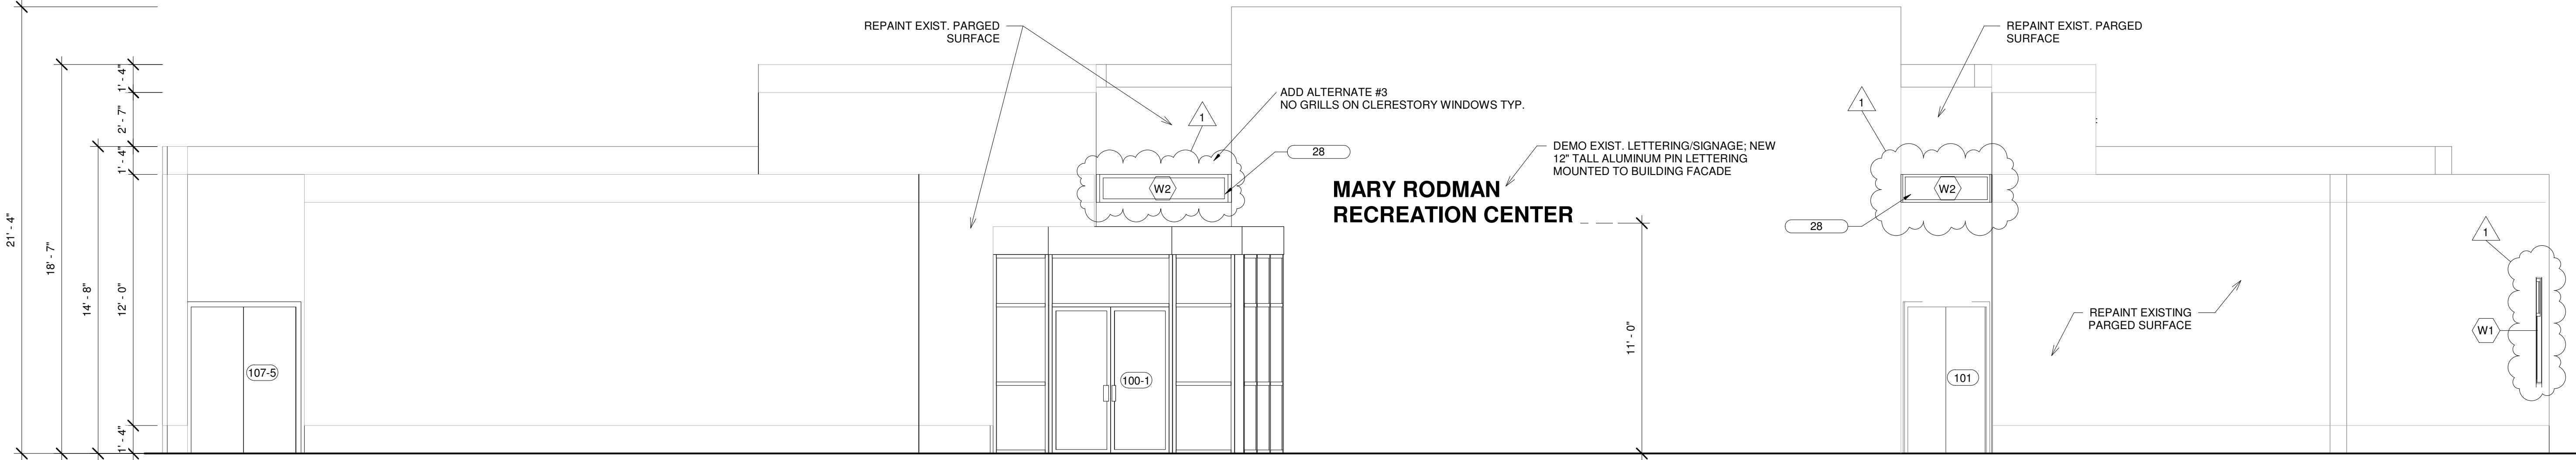 REPAINT EXIST. PARGED
SURFACE
REPAINT EXIST. PARGED
SURFACE
ADD ALTERNATE #3
NO GRILLS ON CLERESTORY WINDOWS TYP.
1
1
28
DEMO EXIST. LETTERING/SIGNAGE; NEW
12" TALL ALUMINUM PIN LETTERING
MOUNTED TO BUILDING FACADE
W2
MARY RODMAN
RECREATION CENTER
W2
28
1
21' - 4"
18' - 7"
14' - 8"
1' - 4"
2' - 7"
1' - 4"
12' - 0"
1' - 4"
11' - 0"
REPAINT EXISTING
PARGED SURFACE
W1
107-5
100-1
101